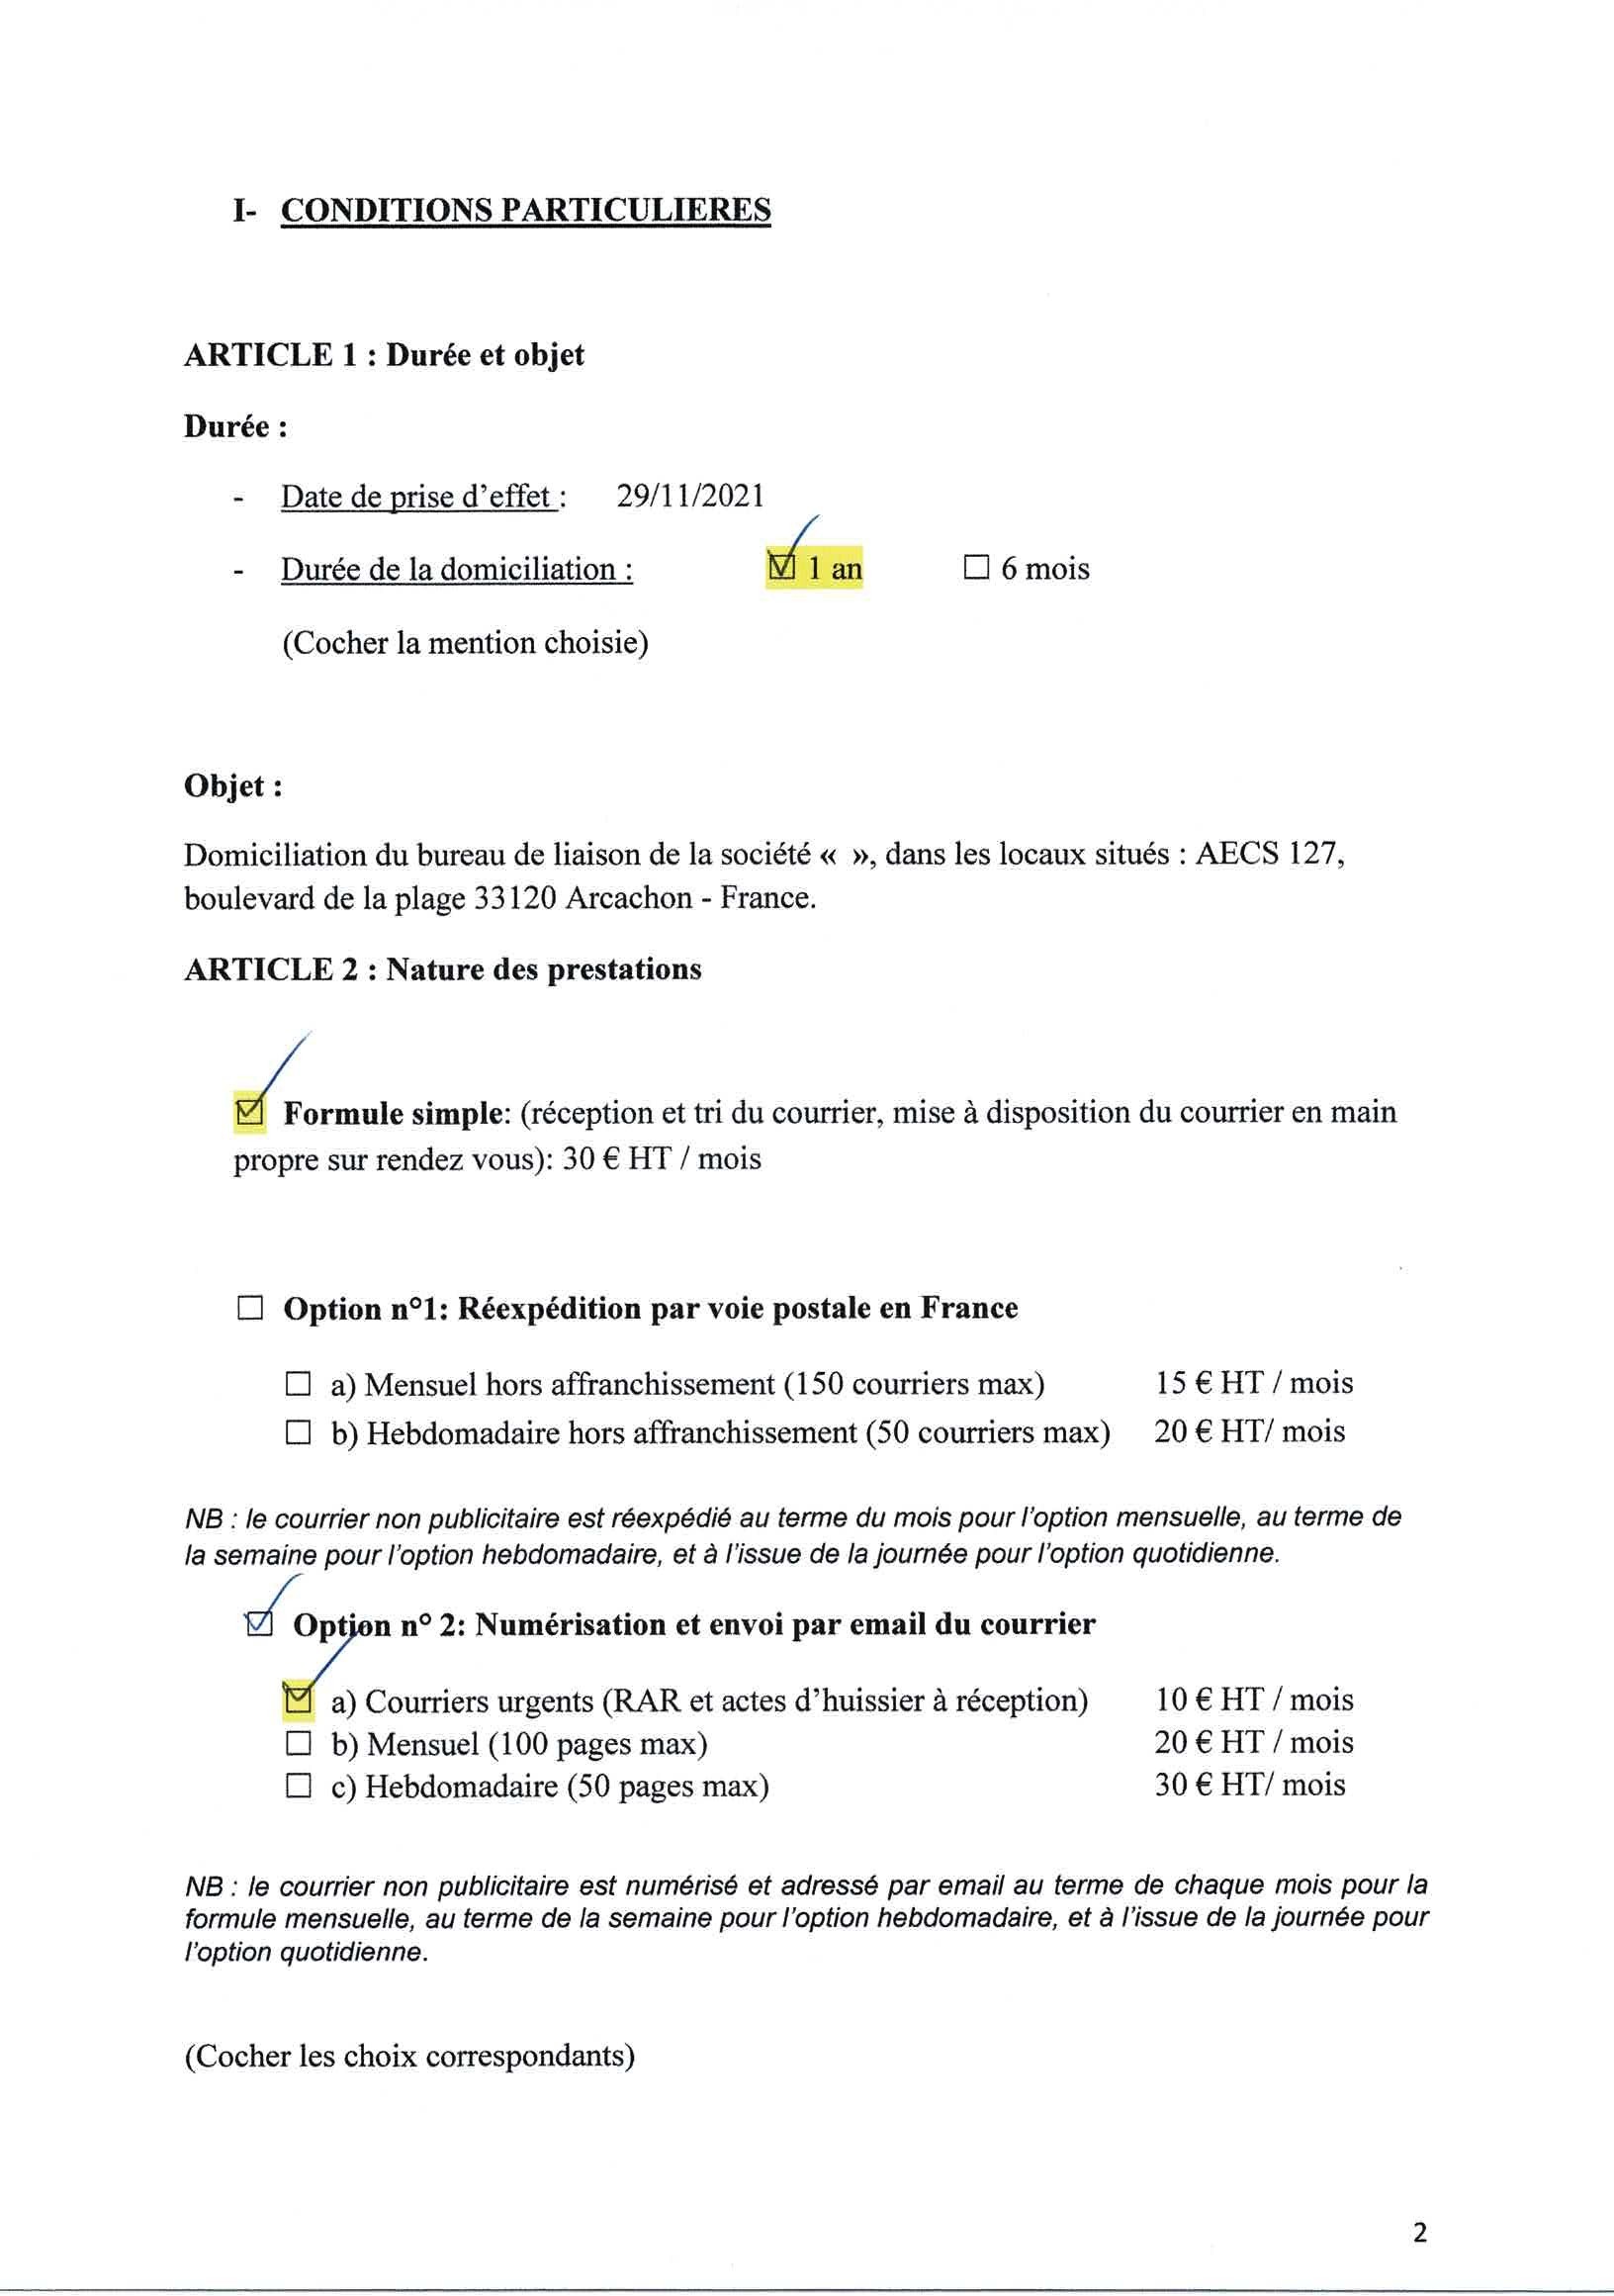 I- CONDITIONS PARTICULIERES
ARTICLE 1 : Durée et objet
Durée :
- Date de prise d'effet : 29/11/2021
- Durée de la domiciliation : ☑ 1 an ☐ 6 mois
(Cocher la mention choisie)
Objet :
Domiciliation du bureau de liaison de la société « », dans les locaux situés : AECS 127,
boulevard de la plage 33120 Arcachon - France.
ARTICLE 2 : Nature des prestations
☑ Formule simple: (réception et tri du courrier, mise à disposition du courrier en main
propre sur rendez vous): 30 € HT / mois
☐ Option n°1: Réexpédition par voie postale en France
☐ a) Mensuel hors affranchissement (150 courriers max) 15 € HT / mois
☐ b) Hebdomadaire hors affranchissement (50 courriers max) 20 € HT/ mois
NB : le courrier non publicitaire est réexpédié au terme du mois pour l'option mensuelle, au terme de
la semaine pour l'option hebdomadaire, et à l'issue de la journée pour l'option quotidienne.
☑ Option n° 2: Numérisation et envoi par email du courrier
☑ a) Courriers urgents (RAR et actes d'huissier à réception) 10 € HT / mois
☐ b) Mensuel (100 pages max) 20 € HT / mois
☐ c) Hebdomadaire (50 pages max) 30 € HT/ mois
NB : le courrier non publicitaire est numérisé et adressé par email au terme de chaque mois pour la
formule mensuelle, au terme de la semaine pour l'option hebdomadaire, et à l'issue de la journée pour
l'option quotidienne.
(Cocher les choix correspondants)
2